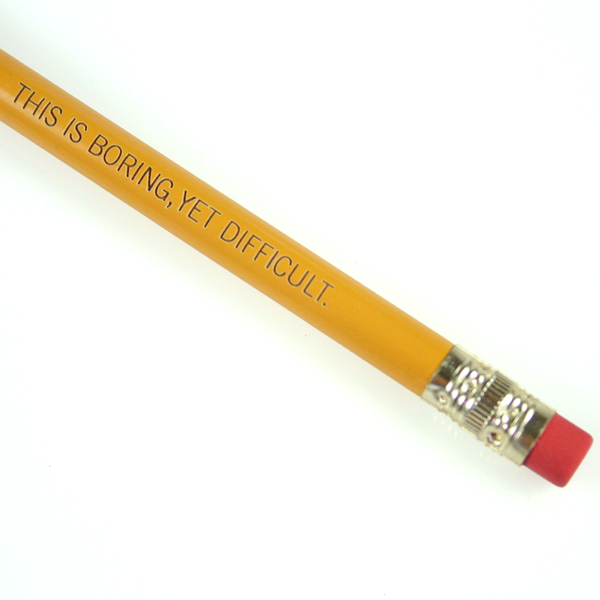 THIS IS BORING, YET DIFFICULT.